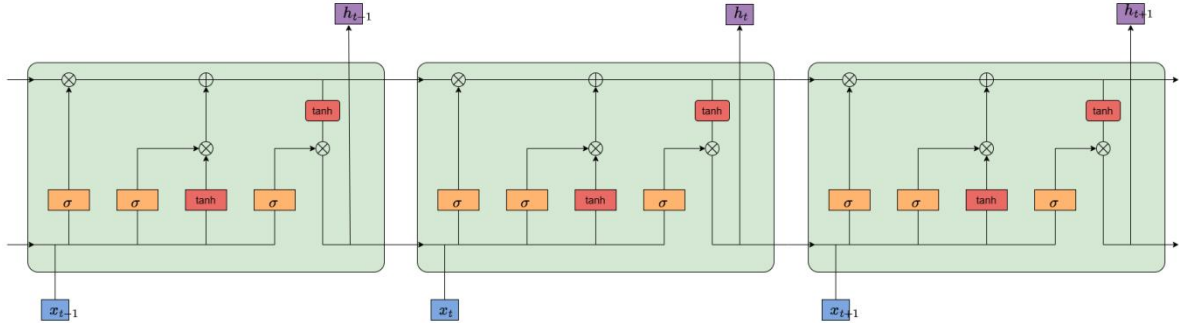 h_{t-1} h_t h_{t+1}
tanh tanh tanh
σ σ tanh σ σ σ tanh σ σ σ tanh σ
x_{t-1} x_t x_{t+1}